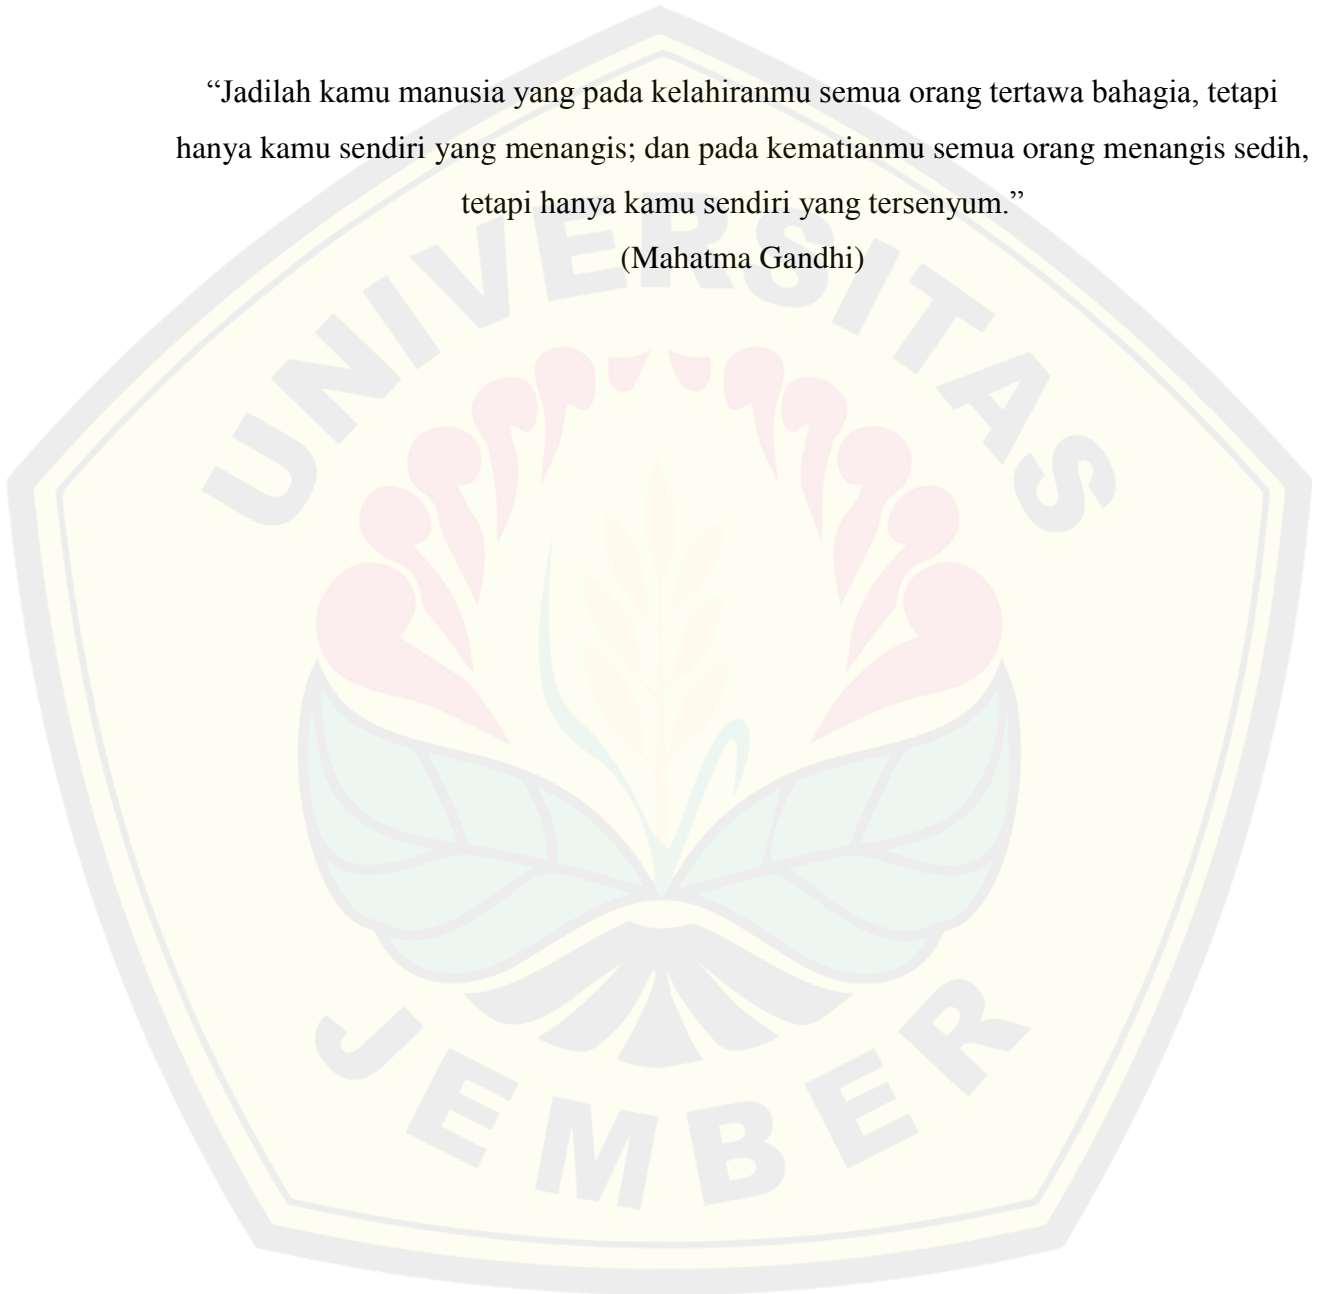 “Jadilah kamu manusia yang pada kelahiranmu semua orang tertawa bahagia, tetapi
hanya kamu sendiri yang menangis; dan pada kematianmu semua orang menangis sedih,
tetapi hanya kamu sendiri yang tersenyum.”
(Mahatma Gandhi)
UNIVERSITAS
JEMBER